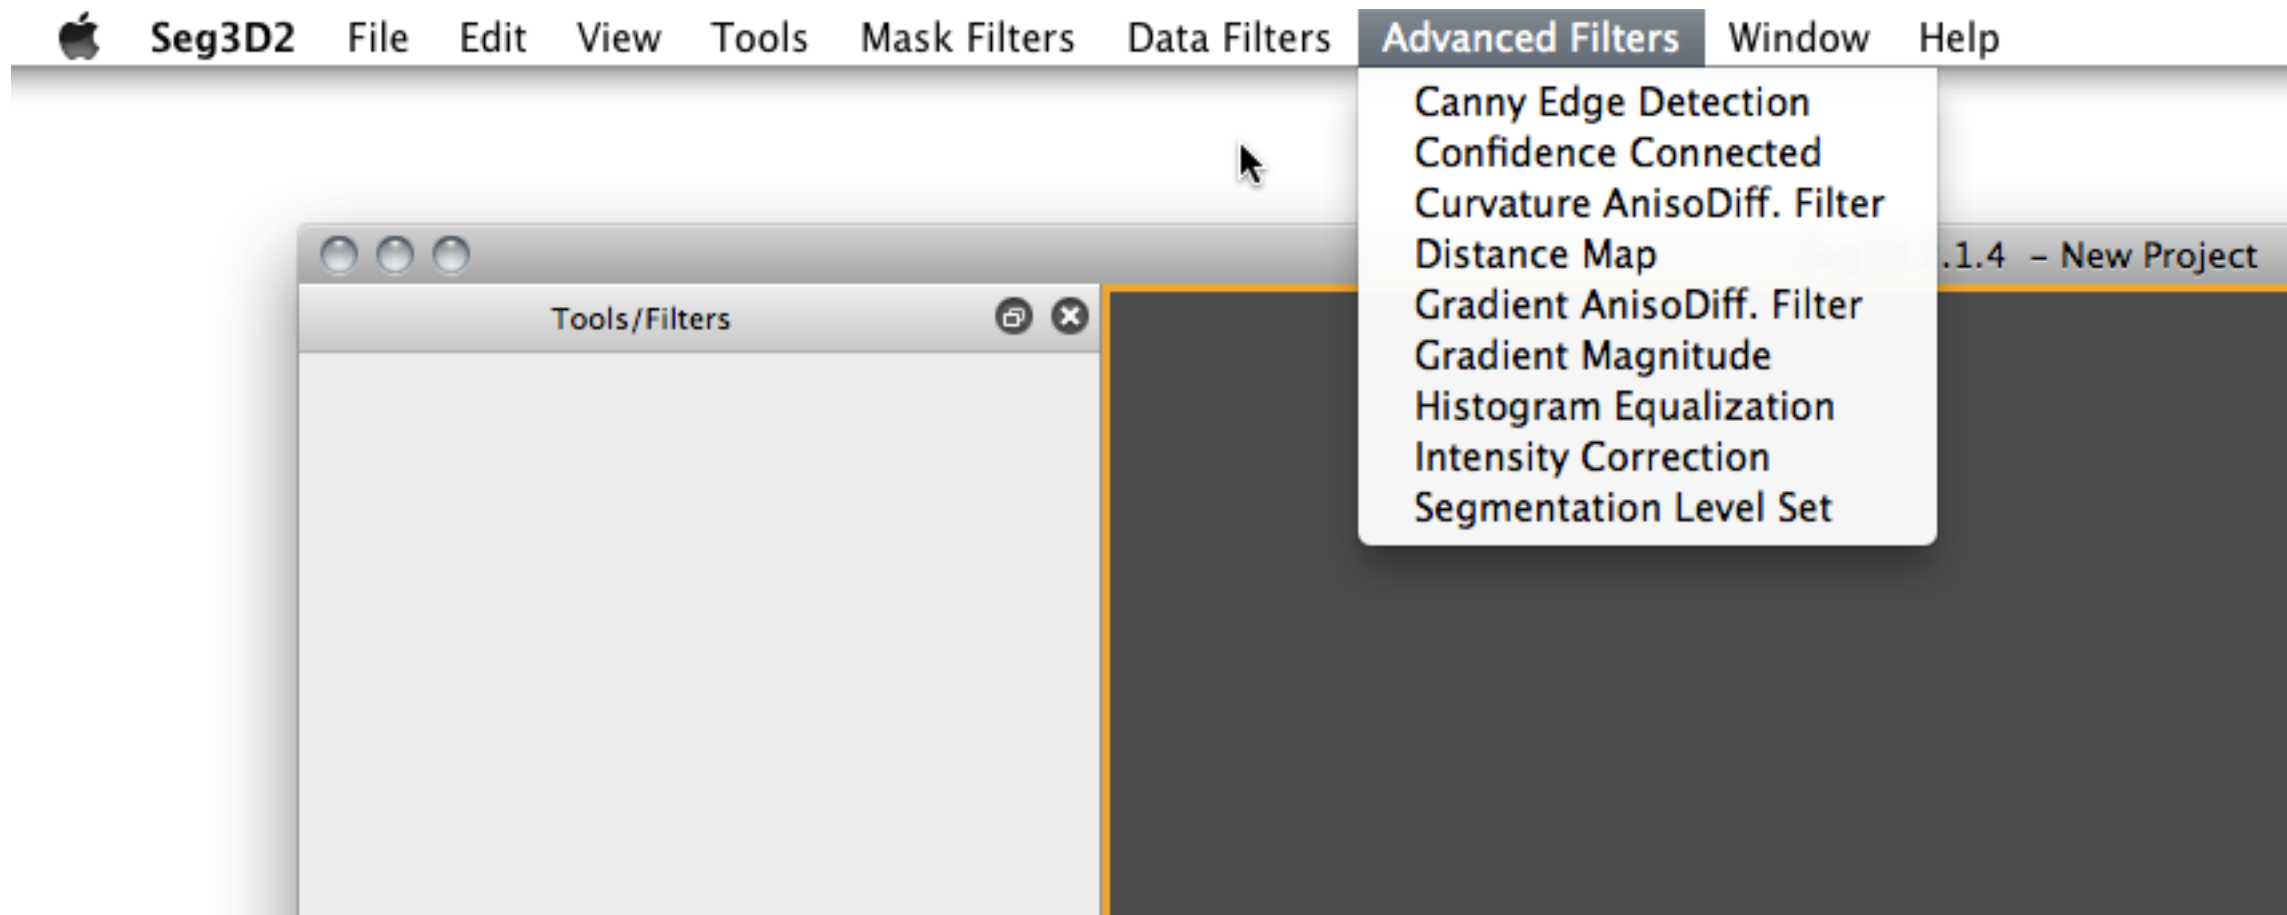 Seg3D2 File Edit View Tools Mask Filters Data Filters Advanced Filters Window Help
Canny Edge Detection
Confidence Connected
Curvature AnisoDiff. Filter
Distance Map
Gradient AnisoDiff. Filter
Gradient Magnitude
Histogram Equalization
Intensity Correction
Segmentation Level Set
.1.4 – New Project
Tools/Filters